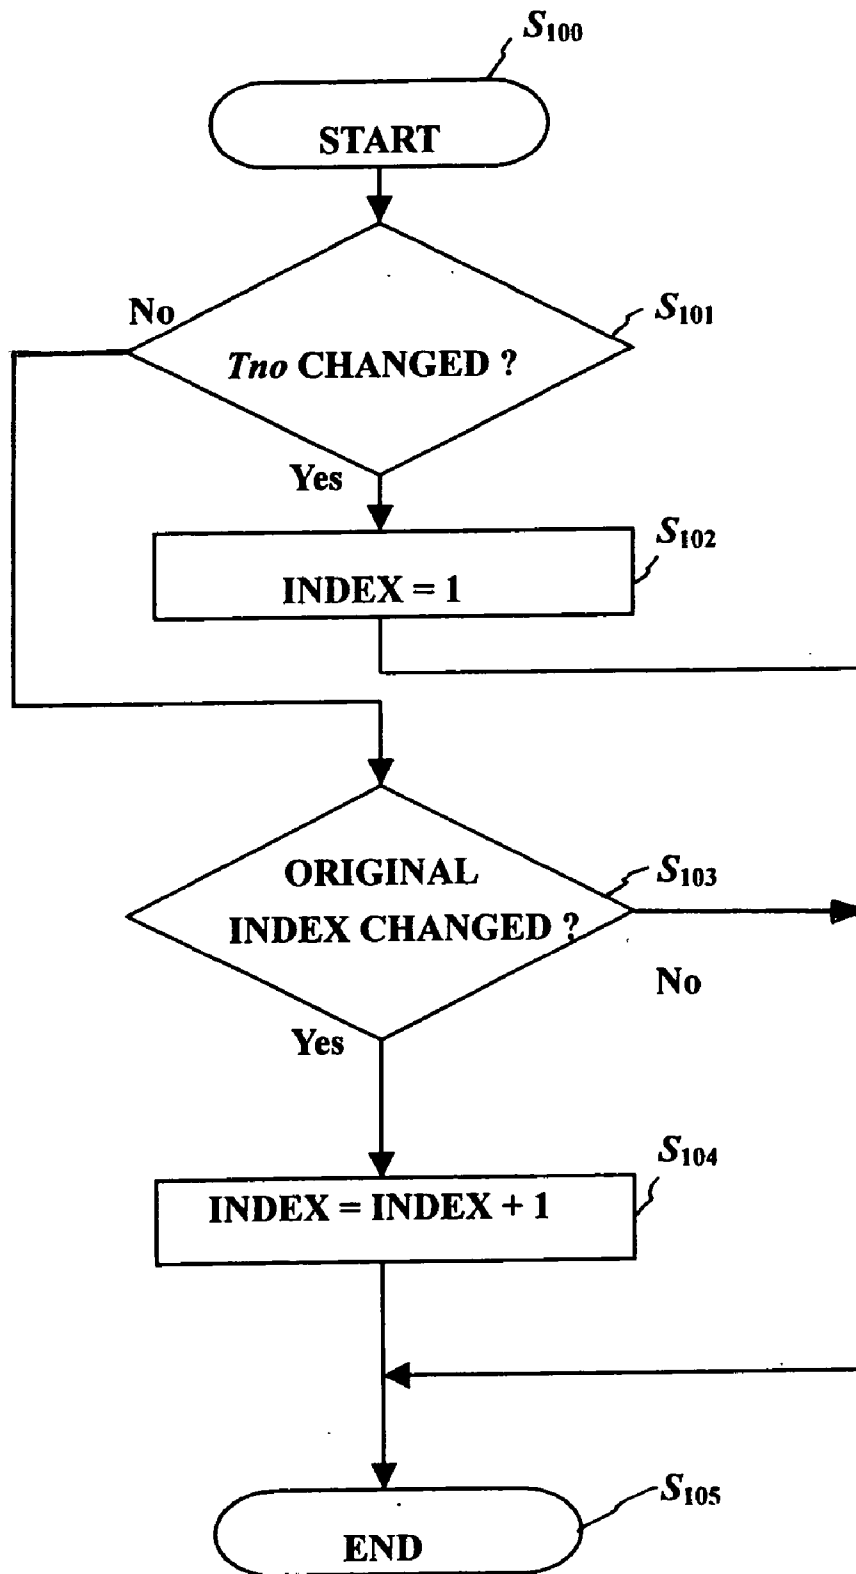 S100
START
No
S101
Tno CHANGED ?
Yes
S102
INDEX = 1
ORIGINAL
S103
INDEX CHANGED ?
No
Yes
S104
INDEX = INDEX + 1
S105
END